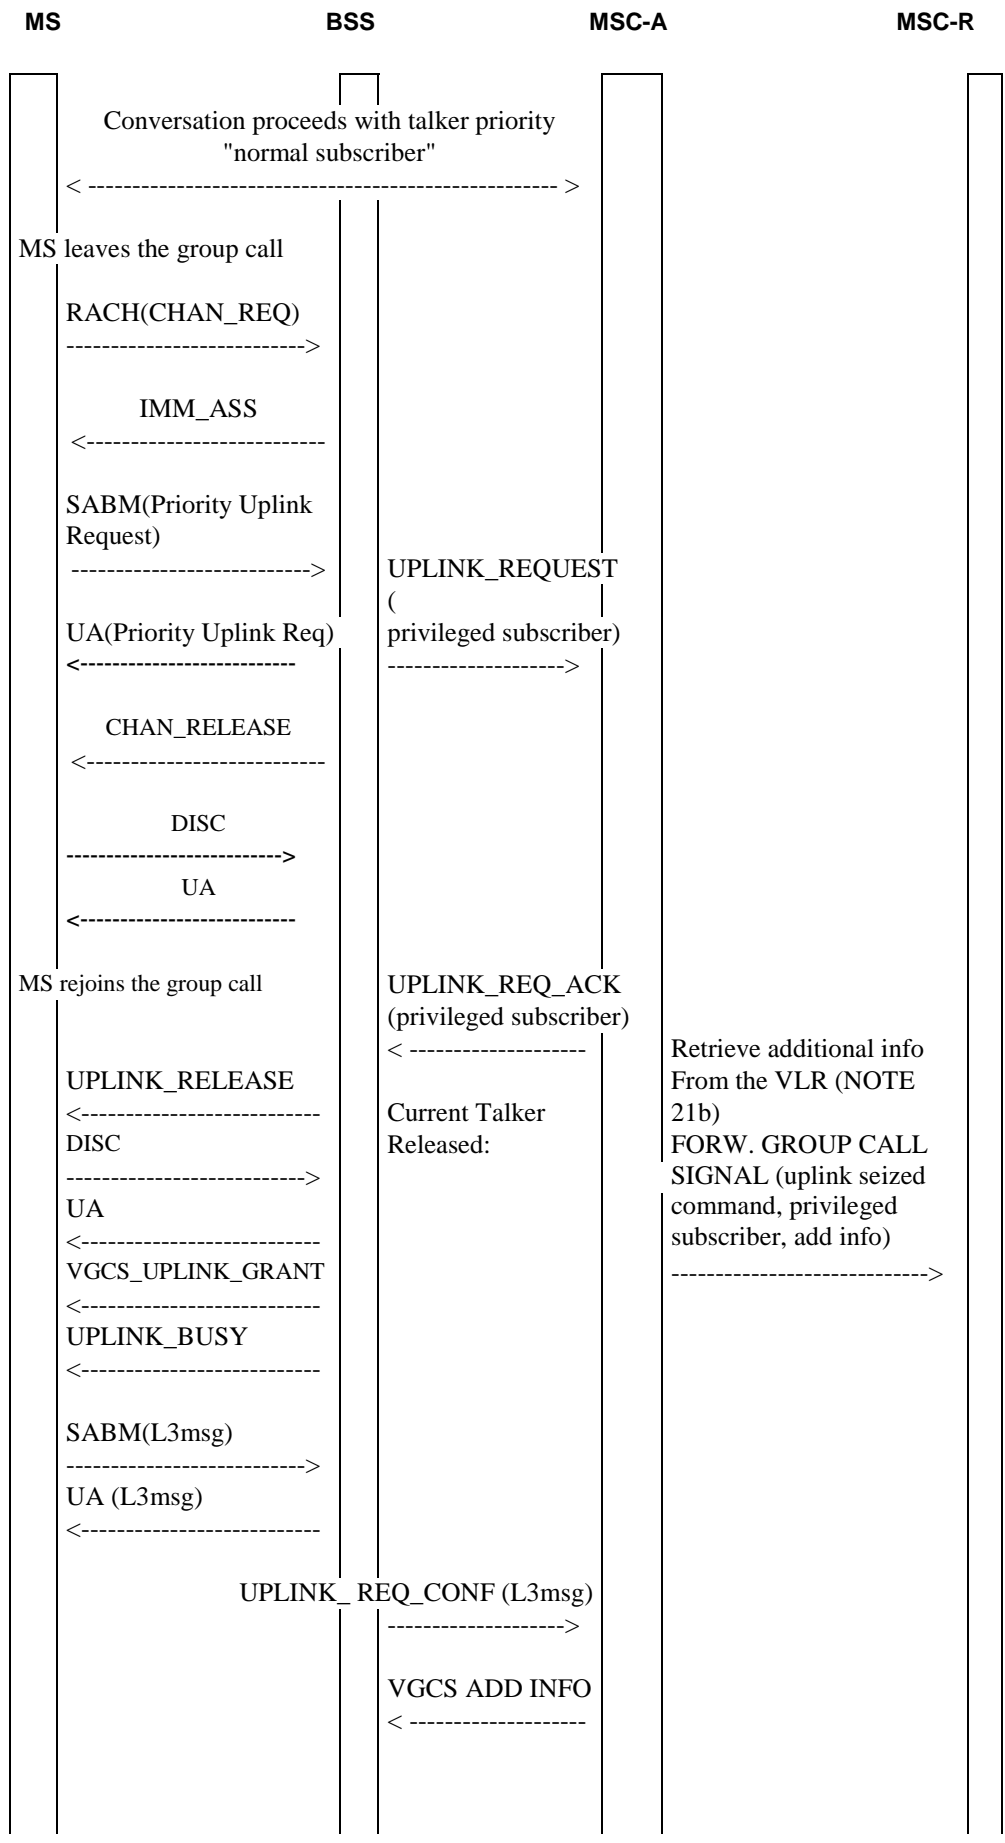 MS BSS MSC-A MSC-R
Conversation proceeds with talker priority
"normal subscriber"
< ----------------------------------------------------- >
MS leaves the group call
RACH(CHAN_REQ)
--------------------------->
IMM_ASS
<---------------------------
SABM(Priority Uplink
Request)
--------------------------->
UPLINK_REQUEST
(
privileged subscriber)
-------------------->
UA(Priority Uplink Req)
<---------------------------
CHAN_RELEASE
<---------------------------
DISC
--------------------------->
UA
<---------------------------
MS rejoins the group call
UPLINK_REQ_ACK
(privileged subscriber)
< --------------------
Retrieve additional info
From the VLR (NOTE
21b)
FORW. GROUP CALL
SIGNAL (uplink seized
command, privileged
subscriber, add info)
----------------------------->
UPLINK_RELEASE
<---------------------------
Current Talker
Released:
DISC
--------------------------->
UA
<---------------------------
VGCS_UPLINK_GRANT
<---------------------------
UPLINK_BUSY
<---------------------------
SABM(L3msg)
--------------------------->
UA (L3msg)
<---------------------------
UPLINK_ REQ_CONF (L3msg)
-------------------->
VGCS ADD INFO
< --------------------